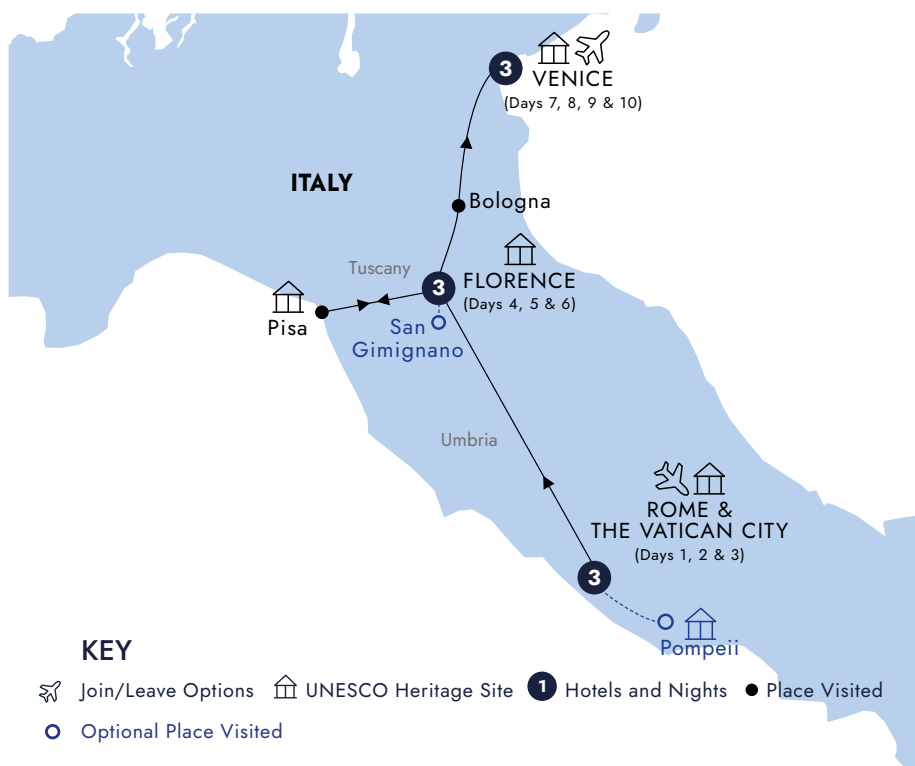 3
VENICE
(Days 7, 8, 9 & 10)
ITALY
Bologna
Tuscany
3
FLORENCE
(Days 4, 5 & 6)
Pisa
San
Gimignano
Umbria
ROME &
THE VATICAN CITY
(Days 1, 2 & 3)
3
Pompeii
KEY
Join/Leave Options
UNESCO Heritage Site
1
Hotels and Nights
Place Visited
Optional Place Visited